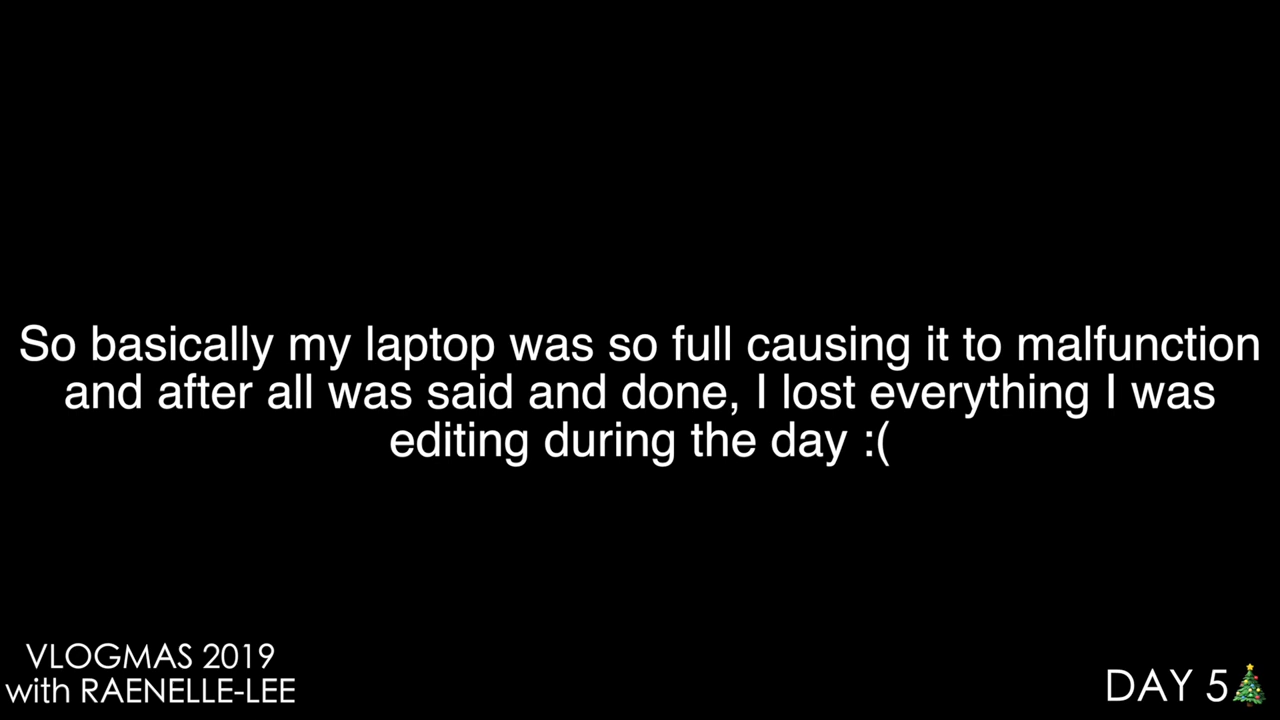 So basically my laptop was so full causing it to malfunction
and after all was said and done, I lost everything I was
editing during the day :(
VLOGMAS 2019
with RAENELLE-LEE
DAY 5🎄